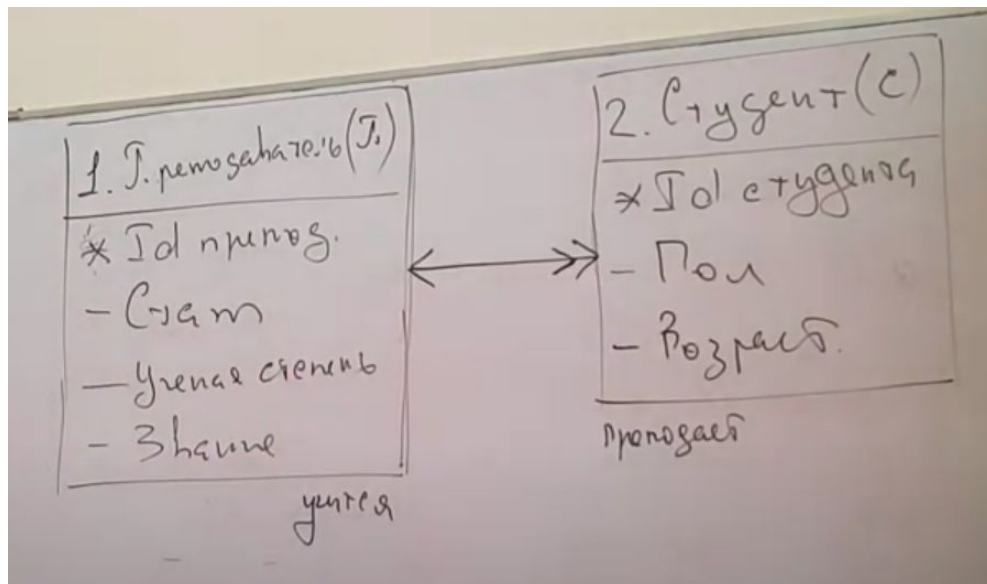 1. Преподаватель (П)
* Id препод.
- Стаж
- Ученая степень
- Звание
учится
2. Студент (С)
* Id студента
- Пол
- Возраст.
преподает